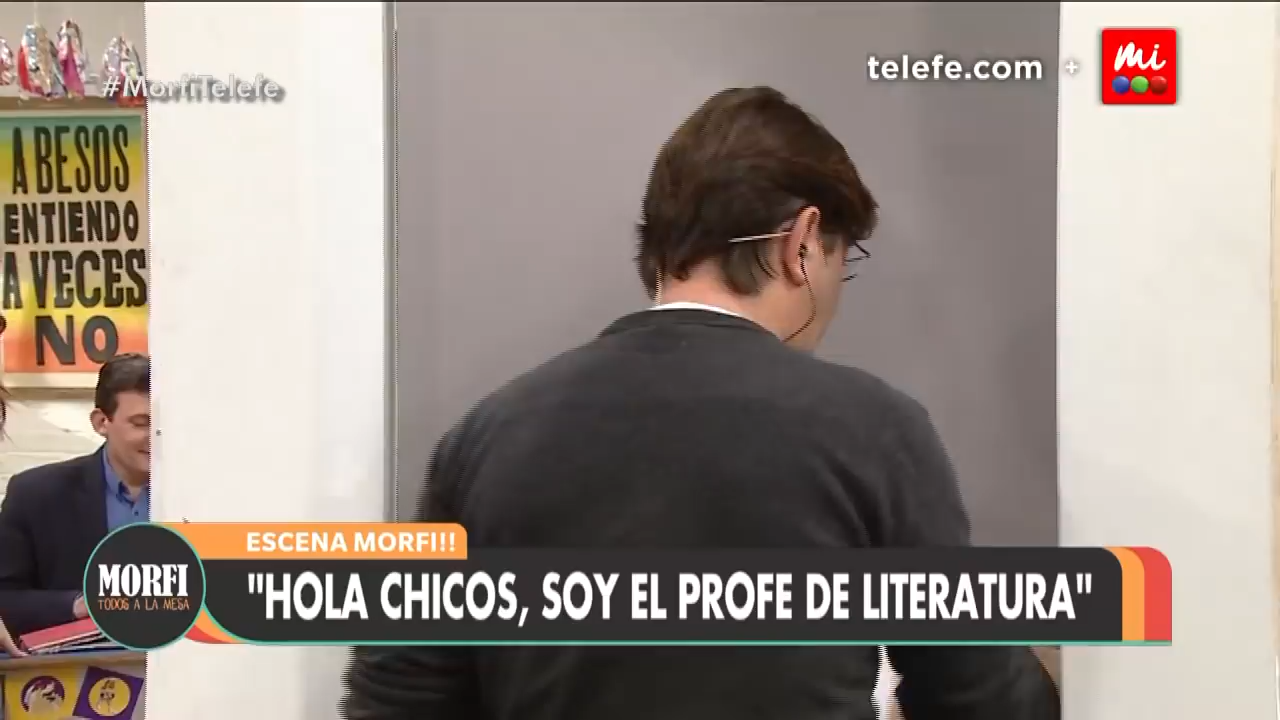 #MorfiTelefe
telefe.com +
mi
A BESOS
ENTIENDO
A VECES
NO
ESCENA MORFI!!
MORFI
TODOS A LA MESA
"HOLA CHICOS, SOY EL PROFE DE LITERATURA"